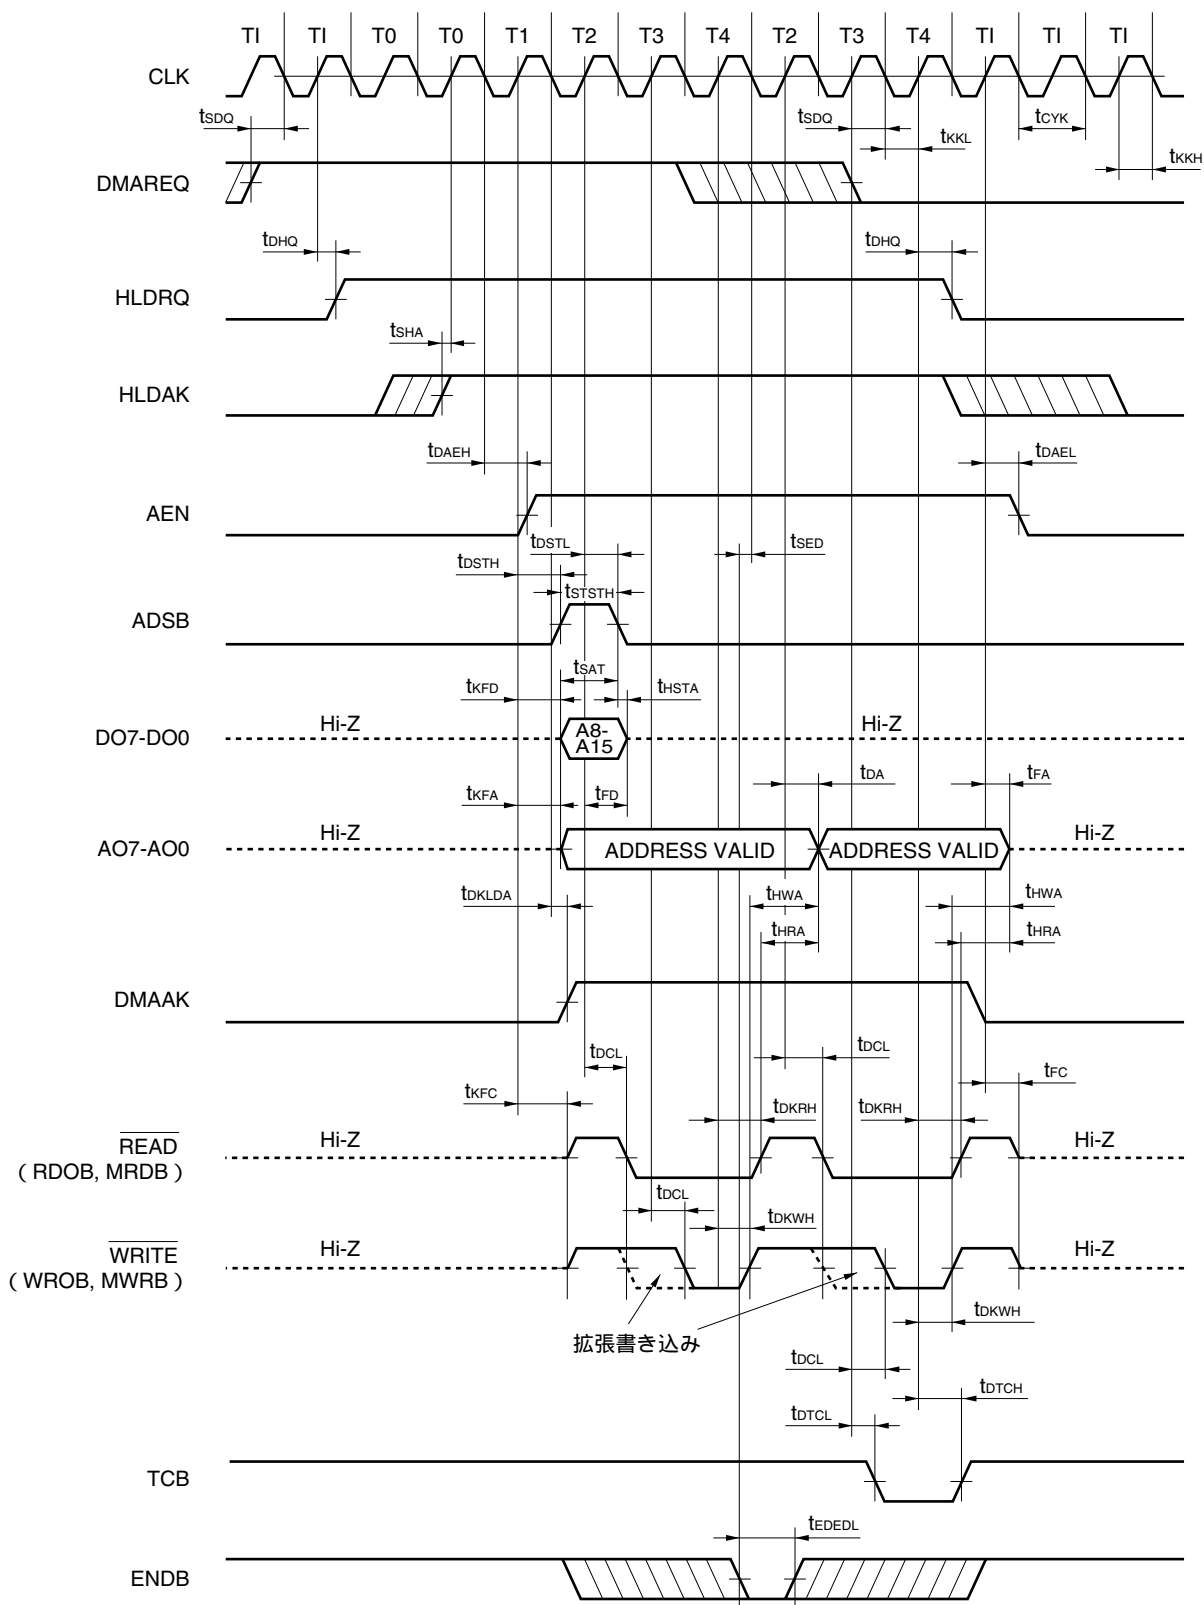 TI TI T0 T0 T1 T2 T3 T4 T2 T3 T4 TI TI TI
CLK
tSDQ tSDQ tCYK
tKKL
tKKH
DMAREQ
tDHQ tDHQ
HLDRQ
tSHA
HLDAK
tDAEH tDAEL
AEN
tDSTL tSED
tDSTH
tSTSTH
ADSB
tSAT
tKFD tHSTA
Hi-Z Hi-Z
DO7-DO0
A8-
A15
tDA tFA
tKFA tFD
Hi-Z Hi-Z
AO7-AO0 ADDRESS VALID ADDRESS VALID
tDKLDA tHWA tHWA
tHRA tHRA
DMAAK
tDCL tDCL
tFC
tKFC
tDKRH tDKRH
READ Hi-Z Hi-Z
( RDOB, MRDB )
tDCL
tDKWH
WRITE Hi-Z Hi-Z
( WROB, MWRB )
tDKWH
拡張書き込み
tDCL
tDTCH
tDTCL
TCB
tEDEDL
ENDB